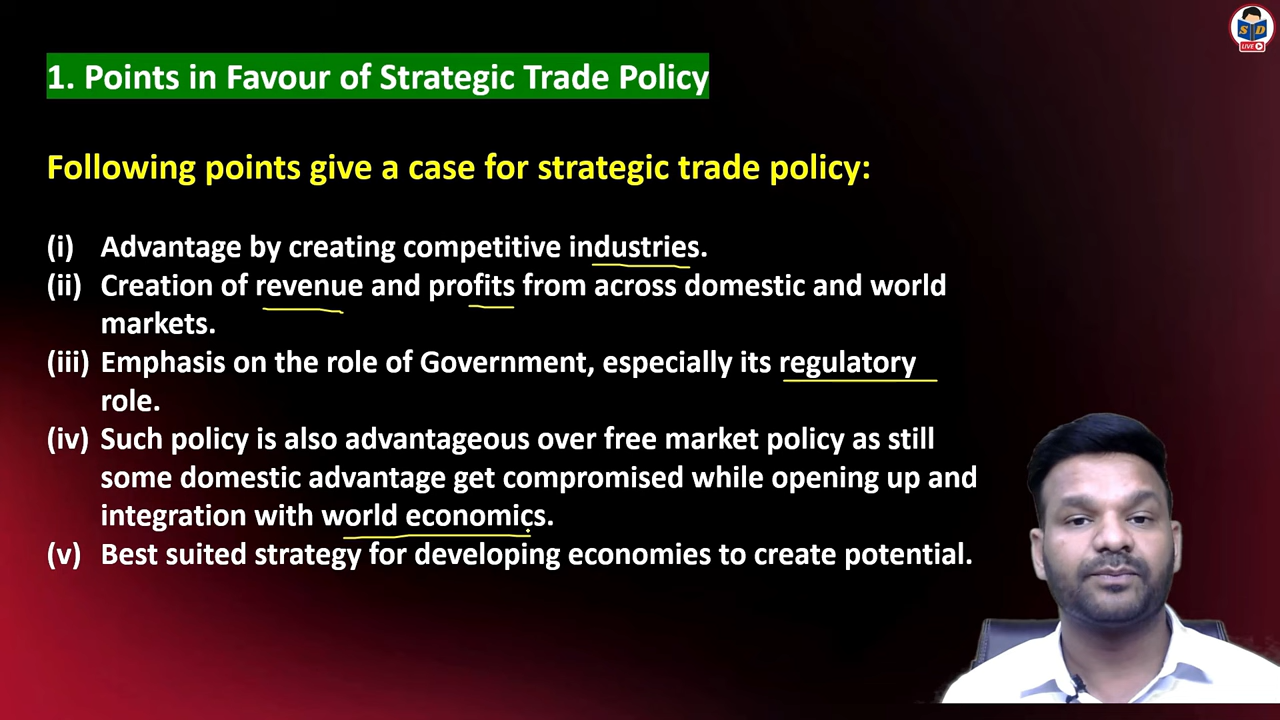 S D
LIVE
1. Points in Favour of Strategic Trade Policy
Following points give a case for strategic trade policy:
(i) Advantage by creating competitive industries.
(ii) Creation of revenue and profits from across domestic and world
markets.
(iii) Emphasis on the role of Government, especially its regulatory
role.
(iv) Such policy is also advantageous over free market policy as still
some domestic advantage get compromised while opening up and
integration with world economics.
(v) Best suited strategy for developing economies to create potential.